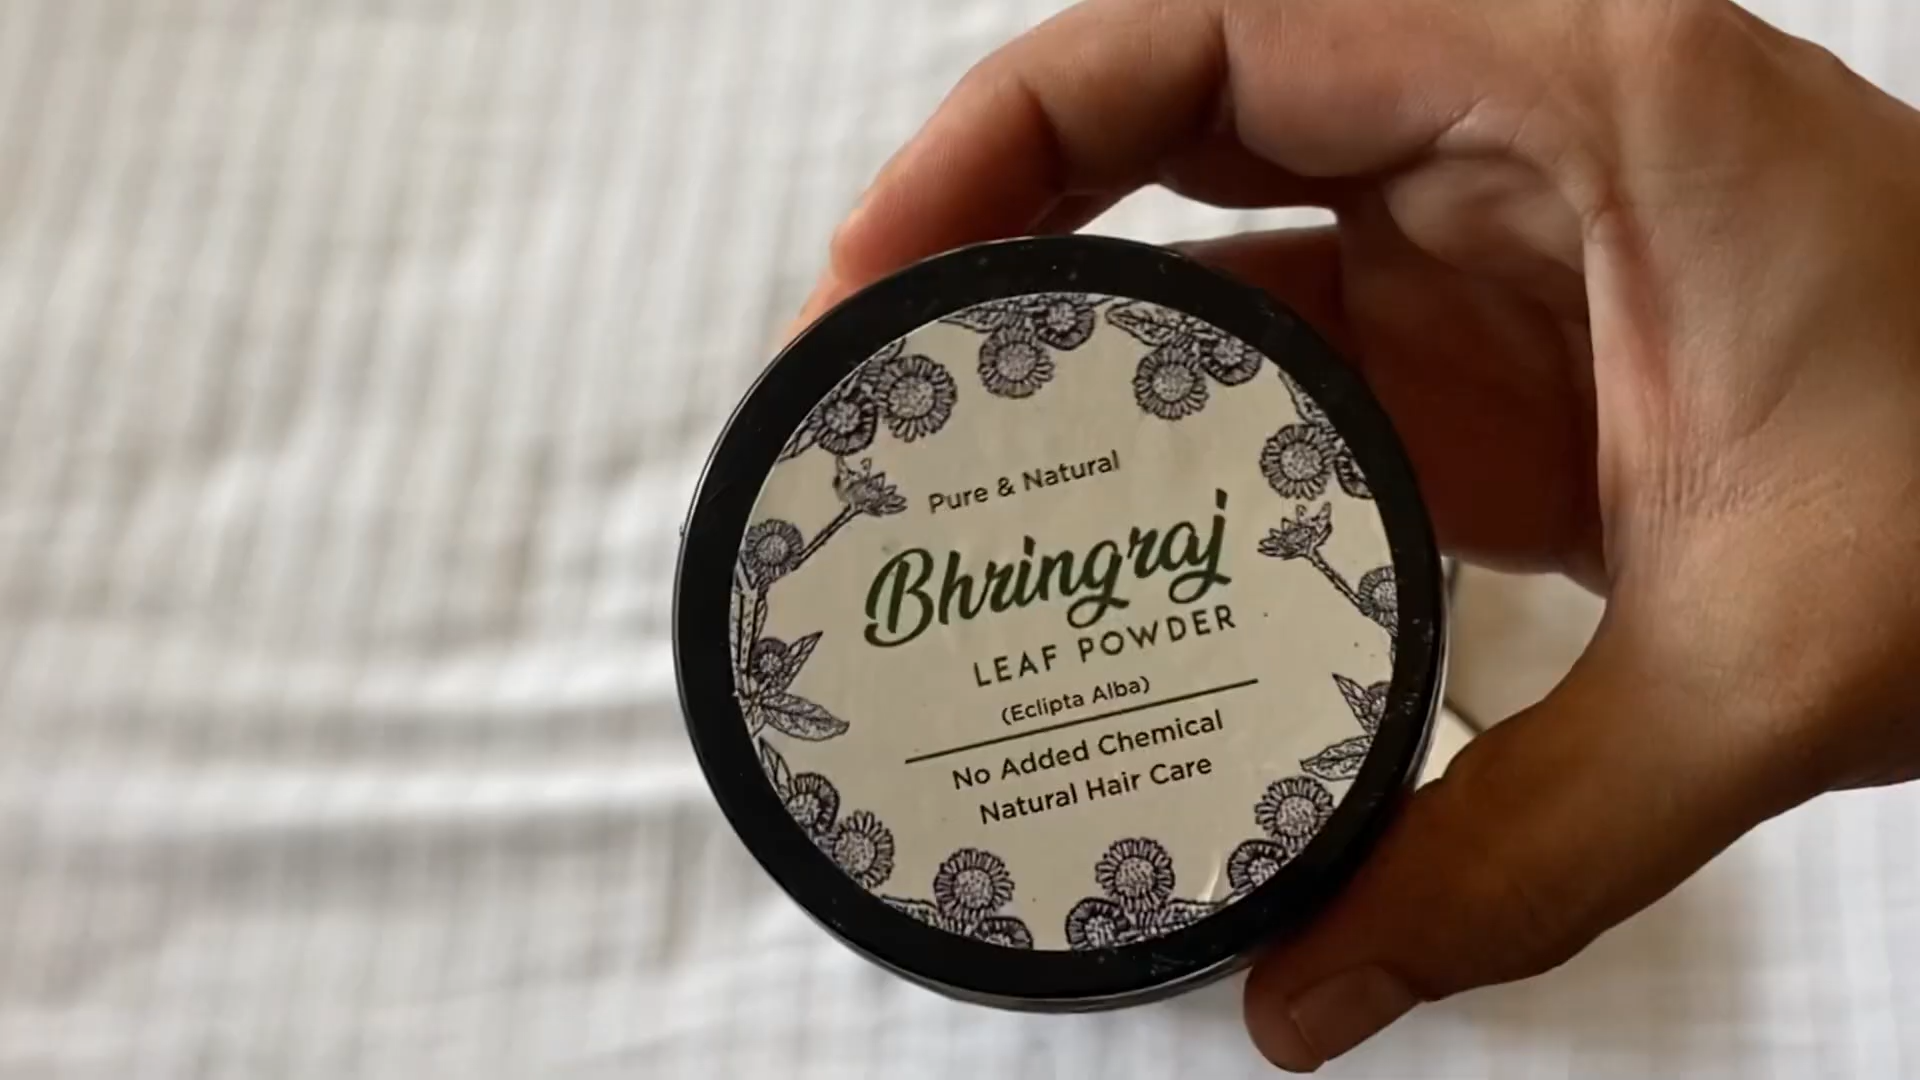 Pure & Natural
Bhringraj
LEAF POWDER
(Eclipta Alba)
No Added Chemical
Natural Hair Care